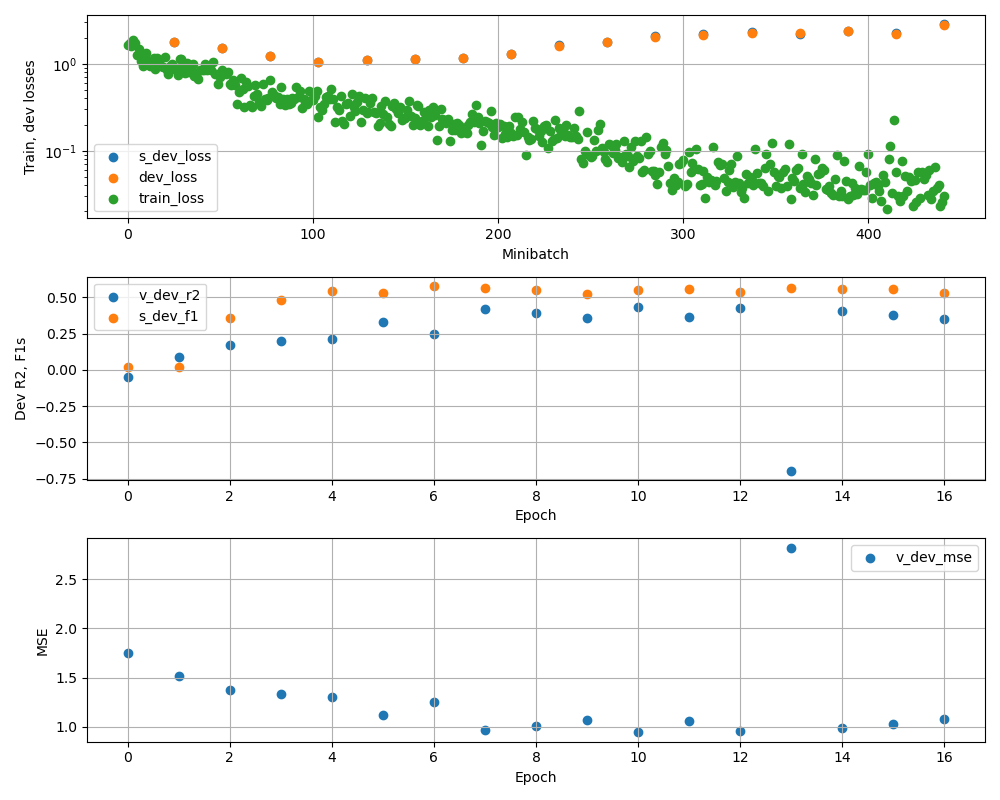 Train, dev losses
10⁰
10⁻¹
s_dev_loss
dev_loss
train_loss
0 100 200 300 400
Minibatch
Dev R2, F1s
0.50
0.25
0.00
−0.25
−0.50
−0.75
v_dev_r2
s_dev_f1
0 2 4 6 8 10 12 14 16
Epoch
MSE
2.5
2.0
1.5
1.0
v_dev_mse
0 2 4 6 8 10 12 14 16
Epoch